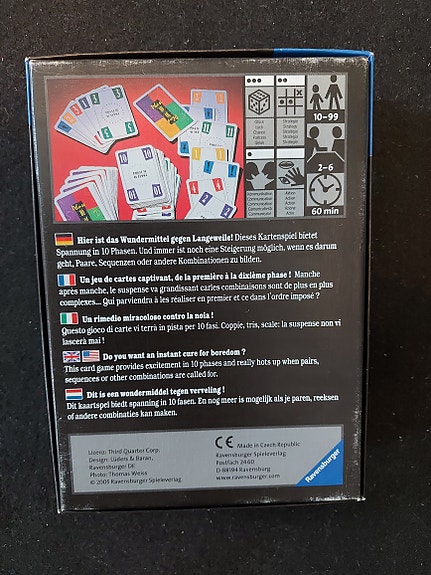 10-99
2-6
60 min
Hier ist das Wundermittel gegen Langeweile! Dieses Kartenspiel bietet
Spannung in 10 Phasen. Und immer ist noch eine Steigerung möglich, wenn es darum
geht, Paare, Sequenzen oder andere Kombinationen zu bilden.
Un jeu de cartes captivant, de la première à la dixième phase ! Manche
après manche, le suspense va grandissant carles combinaisons sont de plus en plus
complexes... Qui parviendra à les réaliser en premier et ce dans l'ordre imposé ?
Un rimedio miracoloso contro la noia !
Questo gioco di carte vi terrà in pista per 10 fasi. Coppie, tris, scale: la suspense non vi
lascerà mai !
Do you want an instant cure for boredom ?
This card game provides excitement in 10 phases and really hots up when pairs,
sequences or other combinations are called for.
Dit is een wondermiddel tegen verveling !
Dit kaartspel biedt spanning in 10 fasen. En nog meer is mogelijk als je paren, reeksen
of andere combinaties kan maken.
Lizenz: Third Quarter Corp.
Design: Lüders & Baran,
Ravensburger DE
Photo: Thomas Weiss
© 2005 Ravensburger Spieleverlag
CE Made in Czech Republic
Ravensburger Spieleverlag
Postfach 2460
D-88194 Ravensburg
www.ravensburger.com
Ravensburger